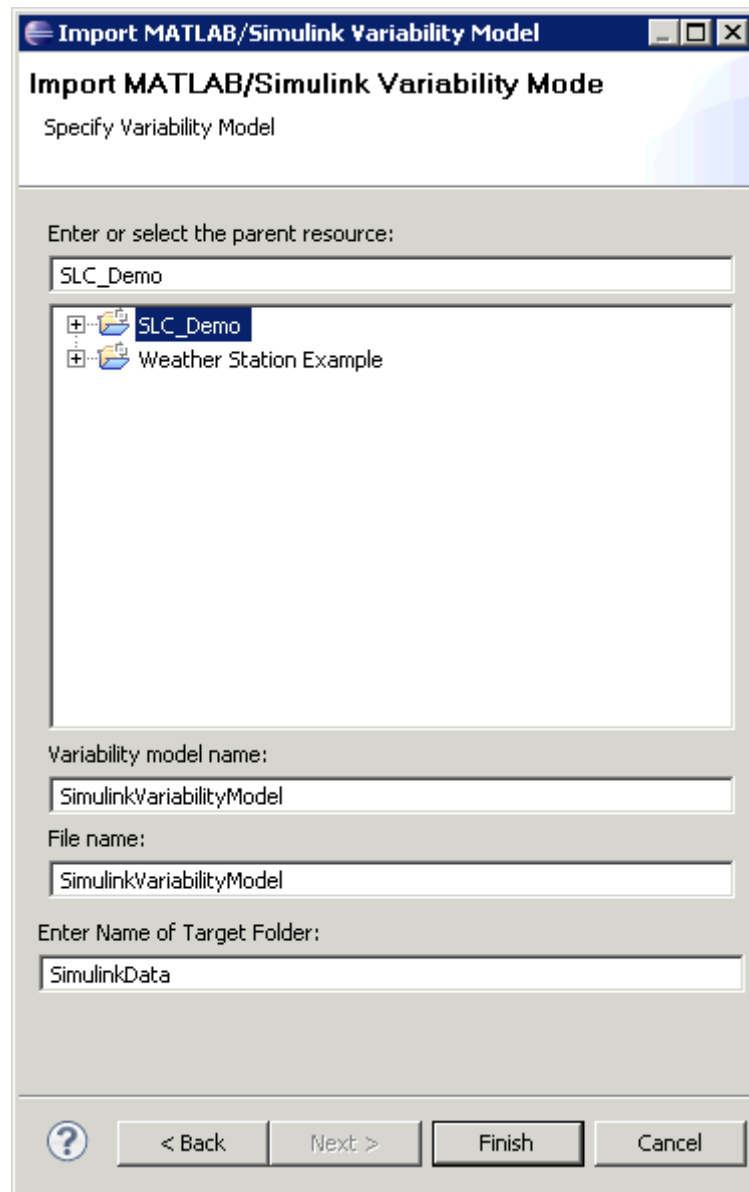 Import MATLAB/Simulink Variability Model
Import MATLAB/Simulink Variability Mode
Specify Variability Model
Enter or select the parent resource:
SLC_Demo
SLC_Demo
Weather Station Example
Variability model name:
SimulinkVariabilityModel
File name:
SimulinkVariabilityModel
Enter Name of Target Folder:
SimulinkData
? < Back Next > Finish Cancel